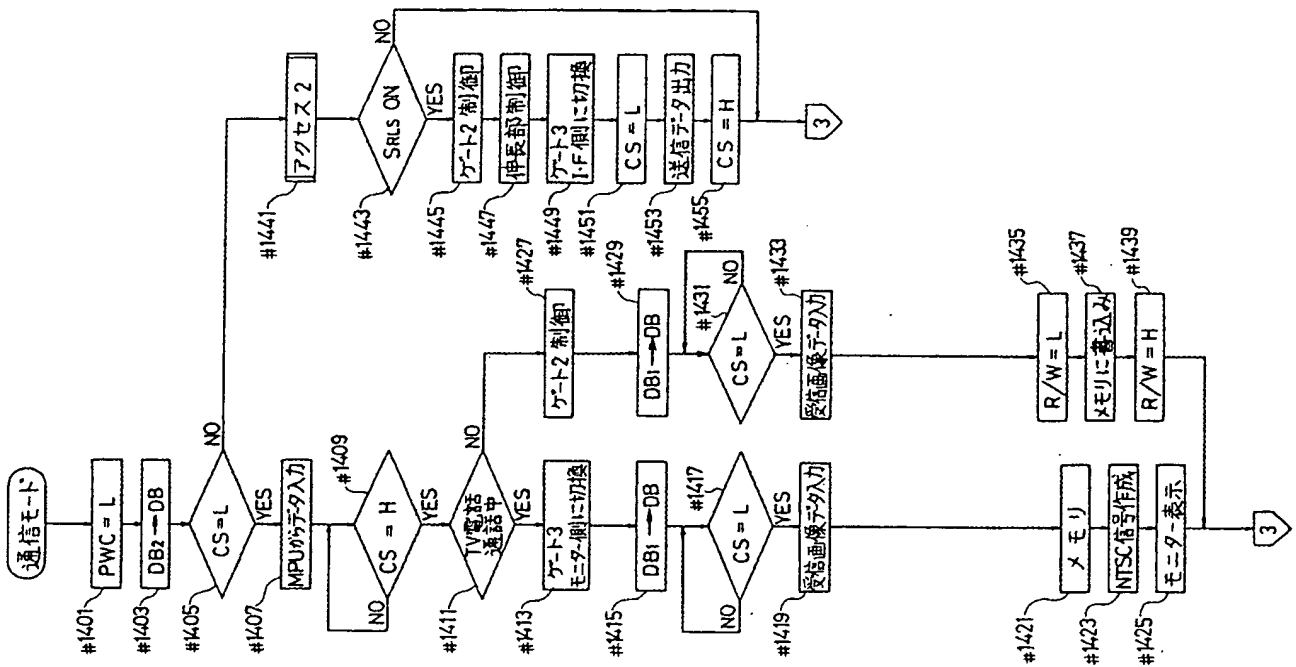 通信モード
#1401
PWC = L
#1403
DB2→DB
#1405
CS=L
NO
YES
#1407
MPUからデータ入力
#1409
CS = H
NO
YES
#1411
TV電話
通話中
NO
YES
#1413
ゲート3
モニター側に切換
#1415
DB1→DB
#1417
CS=L
NO
YES
#1419
受信画像データ入力
#1421
メモリ
#1423
NTSC信号作成
#1425
モニター表示
3
#1427
ゲート2 制御
#1429
DB1→DB
#1431
CS=L
NO
YES
#1433
受信画像データ入力
#1435
R/W = L
#1437
メモリに書込み
#1439
R/W = H
#1441
アクセス 2
#1443
SRLS ON
NO
YES
#1445
ゲート2 制御
#1447
伸長部制御
#1449
ゲート3
I・F側に切換
#1451
CS = L
#1453
送信データ出力
#1455
CS = H
3